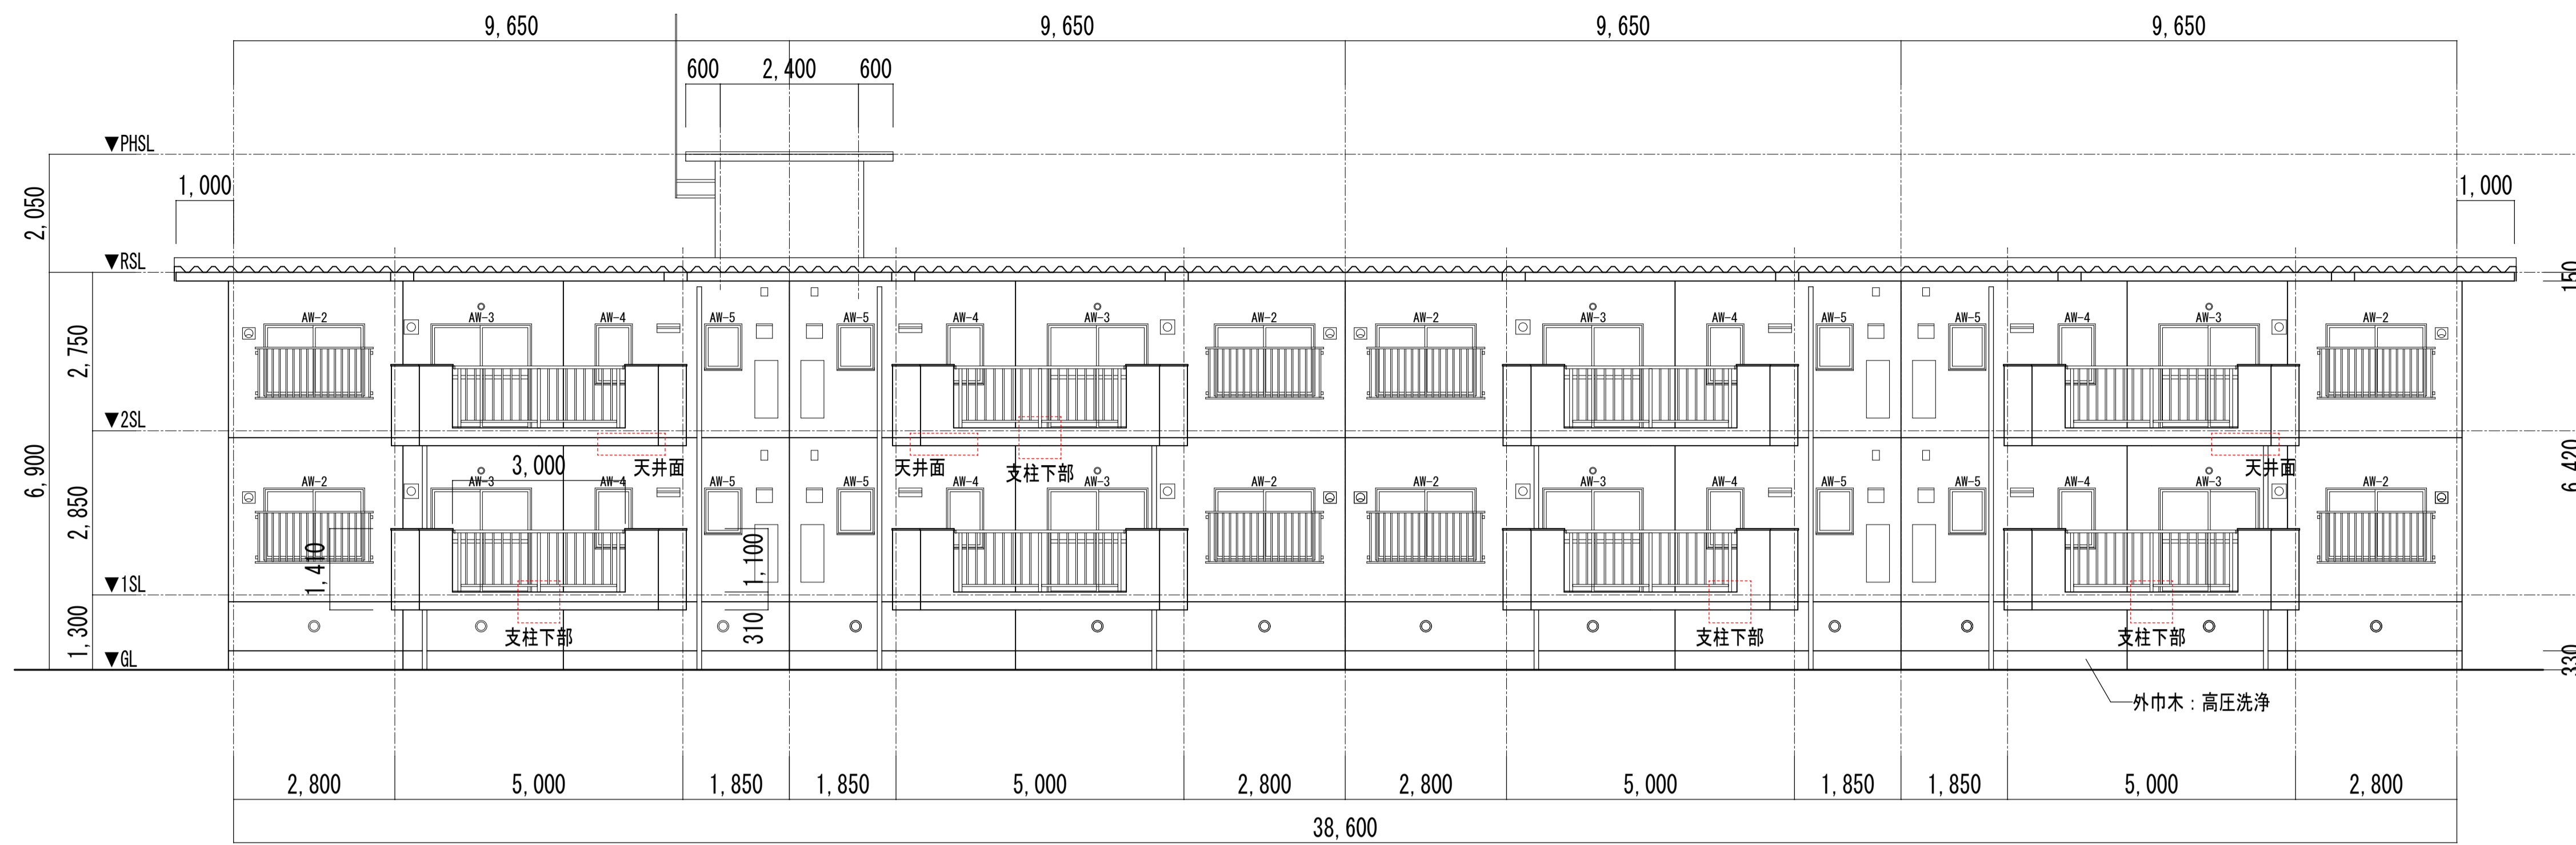 9,650 9,650 9,650 9,650
600 2,400 600
▼PHSL
1,000 1,000
2,050
▼RSL
150
AW-2 AW-3 AW-4 AW-5 AW-5 AW-4 AW-3 AW-2 AW-2 AW-3 AW-4 AW-5 AW-5 AW-4 AW-3 AW-2
2,750
▼2SL
6,900
天井面 天井面 支柱下部 天井面
3,000
6,420
AW-2 AW-3 AW-4 AW-5 AW-5 AW-4 AW-3 AW-2 AW-2 AW-3 AW-4 AW-5 AW-5 AW-4 AW-3 AW-2
2,850
1,410
1,100
▼1SL
310
1,300
支柱下部 支柱下部 支柱下部
▼GL
330
外巾木：高圧洗浄
2,800 5,000 1,850 1,850 5,000 2,800 2,800 5,000 1,850 1,850 5,000 2,800
38,600